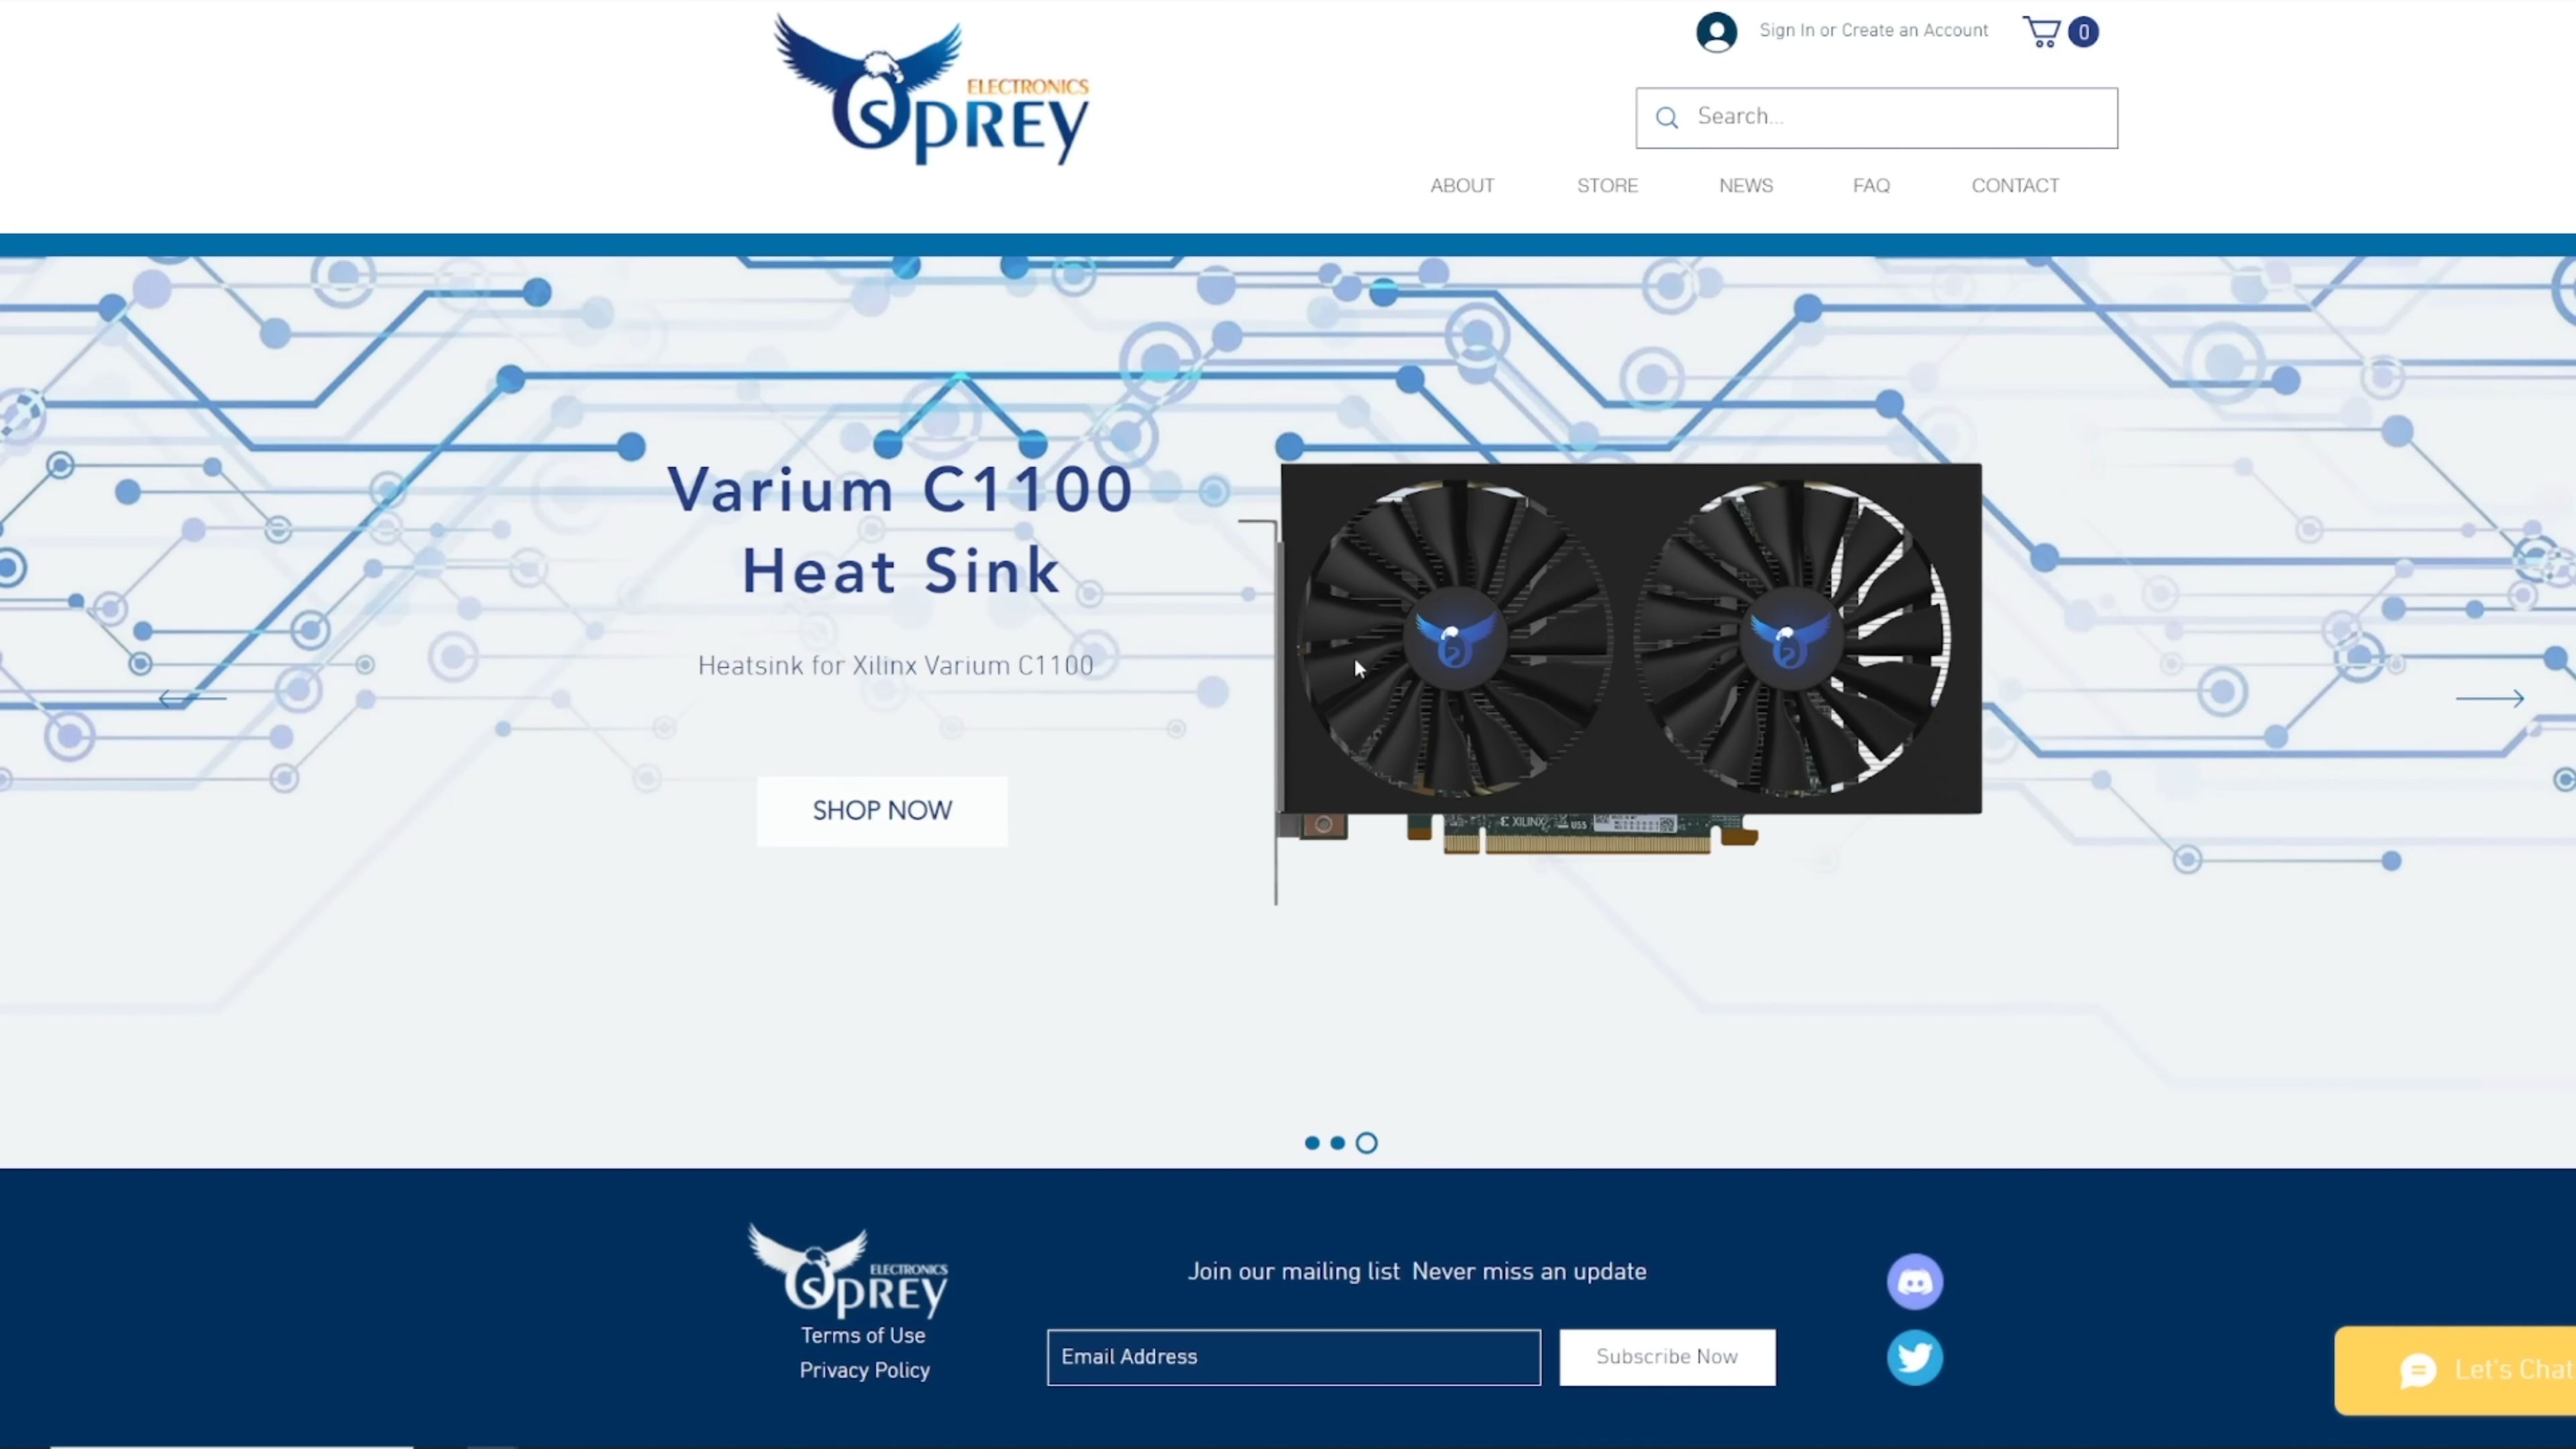 ELECTRONICS
OSPREY
Sign In or Create an Account
0
Search...
ABOUT
STORE
NEWS
FAQ
CONTACT
Varium C1100
Heat Sink
Heatsink for Xilinx Varium C1100
SHOP NOW
XILINX
U55
ELECTRONICS
OSPREY
Terms of Use
Privacy Policy
Join our mailing list Never miss an update
Email Address
Subscribe Now
Let's Chat